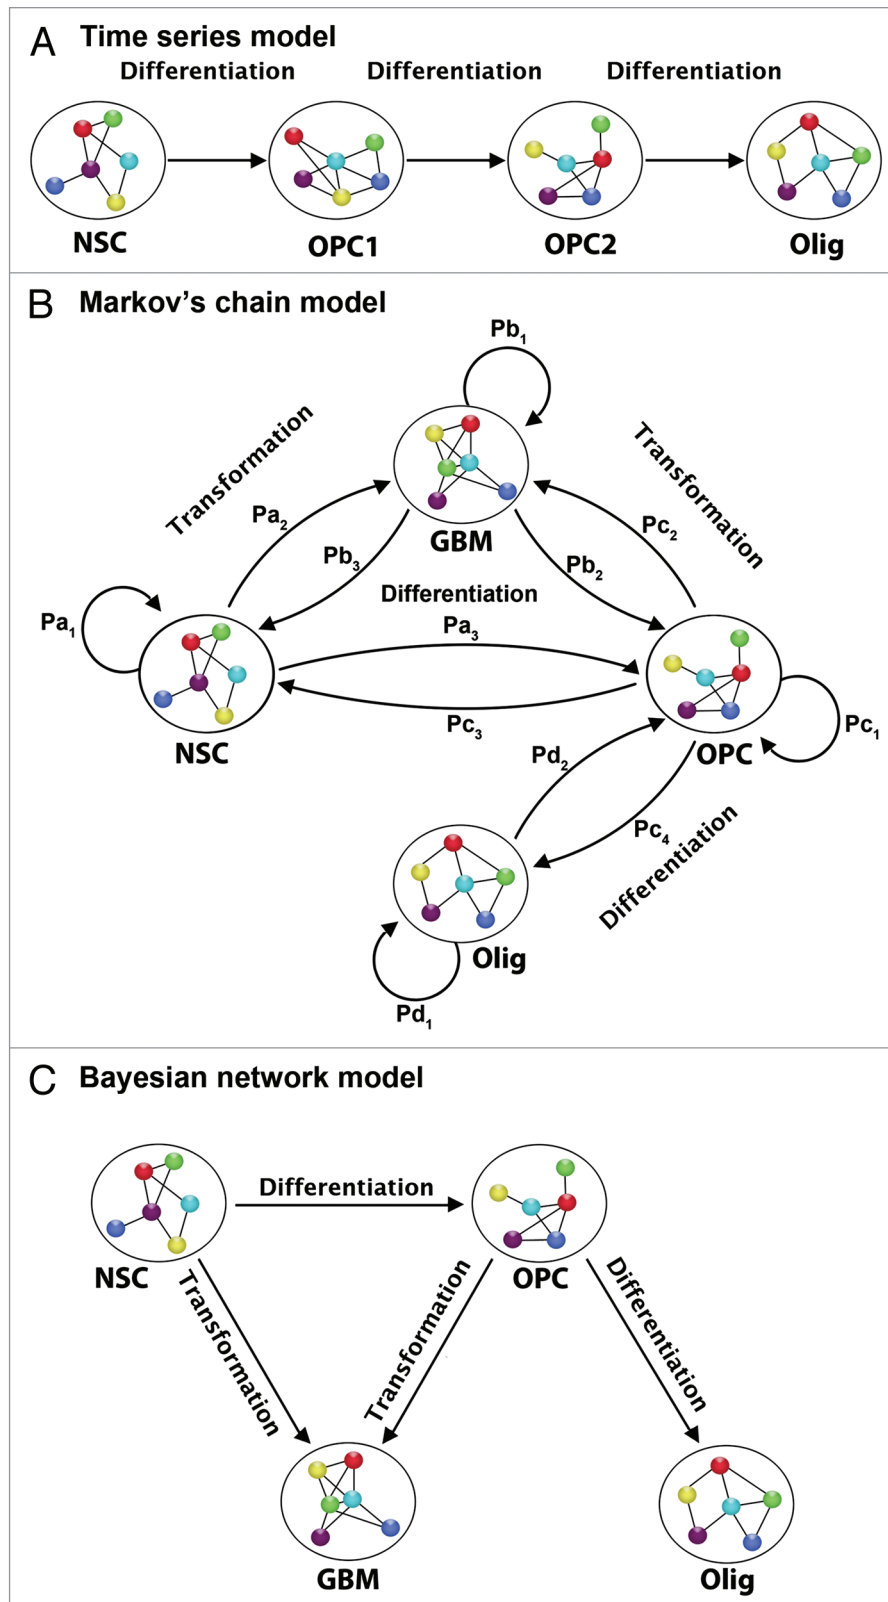 A Time series model
Differentiation Differentiation Differentiation
NSC OPC1 OPC2 Olig
B Markov's chain model
Pb1
Transformation
Transformation
Pa2
Pc2
GBM
Pb3
Pb2
Differentiation
Pa1
Pa3
NSC
Pc3
OPC
Pc1
Pd2
Pc4
Differentiation
Olig
Pd1
C Bayesian network model
Differentiation
NSC OPC
Transformation
Transformation
Differentiation
GBM Olig